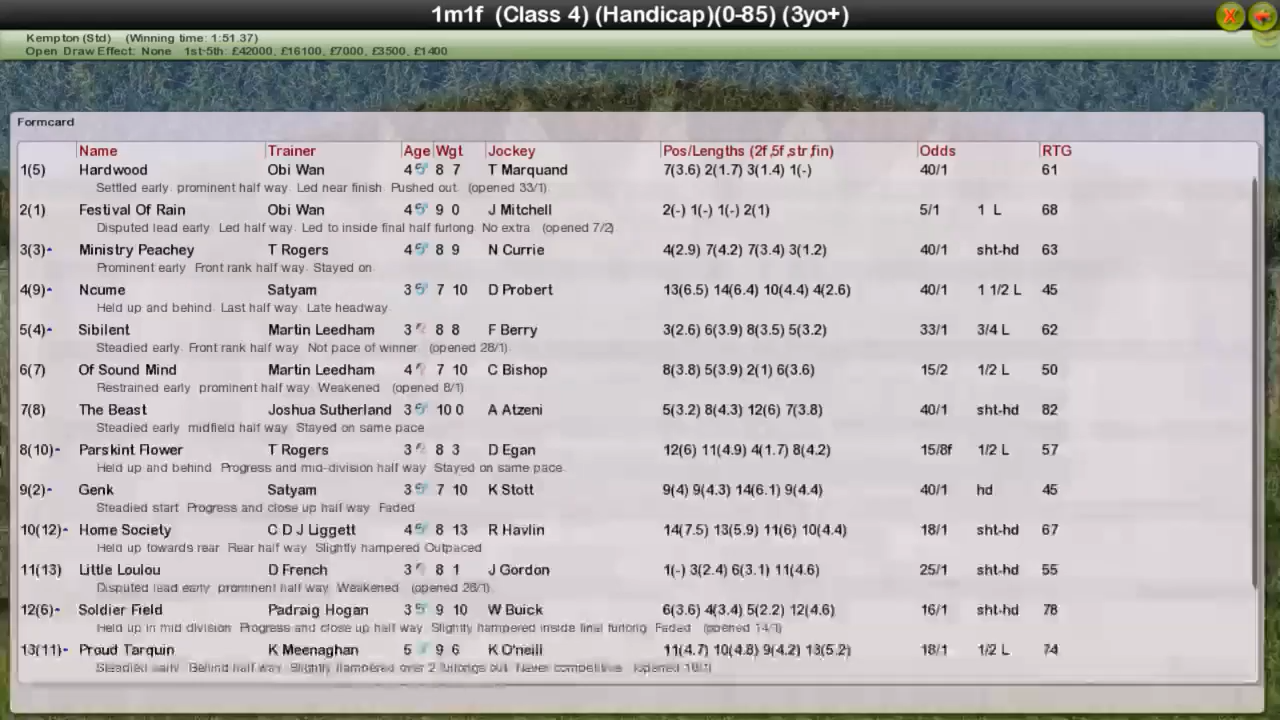 1m1f (Class 4) (Handicap)(0-85) (3yo+)
Kempton (Std) (Winning time: 1:51.37)
Open Draw Effect: None 1st-5th: £42000, £16100, £7000, £3500, £1400
Formcard
Name Trainer Age Wgt Jockey Pos/Lengths (2f,5f,str,fin) Odds RTG
1(5) Hardwood Obi Wan 4 8 7 T Marquand 7(3.6) 2(1.7) 3(1.4) 1(-) 40/1 61
Settled early prominent half way Led near finish Pushed out (opened 33/1)
2(1) Festival Of Rain Obi Wan 4 9 0 J Mitchell 2(-) 1(-) 1(-) 2(1) 5/1 1 L 68
Disputed lead early Led half way Led to inside final half furlong No extra (opened 7/2)
3(3) Ministry Peachey T Rogers 4 8 9 N Currie 4(2.9) 7(4.2) 7(3.4) 3(1.2) 40/1 sht-hd 63
Prominent early Front rank half way Stayed on
4(9) Ncume Satyam 3 7 10 D Probert 13(6.5) 14(6.4) 10(4.4) 4(2.6) 40/1 1 1/2 L 45
Held up and behind Last half way Late headway
5(4) Sibilent Martin Leedham 3 8 8 F Berry 3(2.6) 6(3.9) 8(3.5) 5(3.2) 33/1 3/4 L 62
Steadied early Front rank half way Not pace of winner (opened 28/1)
6(7) Of Sound Mind Martin Leedham 4 7 10 C Bishop 8(3.8) 5(3.9) 2(1) 6(3.6) 15/2 1/2 L 50
Restrained early prominent half way Weakened (opened 8/1)
7(8) The Beast Joshua Sutherland 3 10 0 A Atzeni 5(3.2) 8(4.3) 12(6) 7(3.8) 40/1 sht-hd 82
Steadied early midfield half way Stayed on same pace
8(10) Parskint Flower T Rogers 3 8 3 D Egan 12(6) 11(4.9) 4(1.7) 8(4.2) 15/8f 1/2 L 57
Held up and behind Progress and mid-division half way Stayed on same pace
9(2) Genk Satyam 3 7 10 K Stott 9(4) 9(4.3) 14(6.1) 9(4.4) 40/1 hd 45
Steadied start Progress and close up half way Faded
10(12) Home Society C D J Liggett 4 8 13 R Havlin 14(7.5) 13(5.9) 11(6) 10(4.4) 18/1 sht-hd 67
Held up towards rear Rear half way Slightly hampered Outpaced
11(13) Little Loulou D French 3 8 1 J Gordon 1(-) 3(2.4) 6(3.1) 11(4.6) 25/1 sht-hd 55
Disputed lead early prominent half way Weakened (opened 26/1)
12(6) Soldier Field Padraig Hogan 3 9 10 W Buick 6(3.6) 4(3.4) 5(2.2) 12(4.6) 16/1 sht-hd 78
Held up in mid division Progress and close up half way Slightly hampered inside final furlong Faded (opened 14/1)
13(11) Proud Tarquin K Meenaghan 5 9 6 K O'neill 11(4.7) 10(4.8) 9(4.2) 13(5.2) 18/1 1/2 L 74
Steadied early Behind half way Slightly hampered over 2 furlongs out Never competitive (opened 16/1)